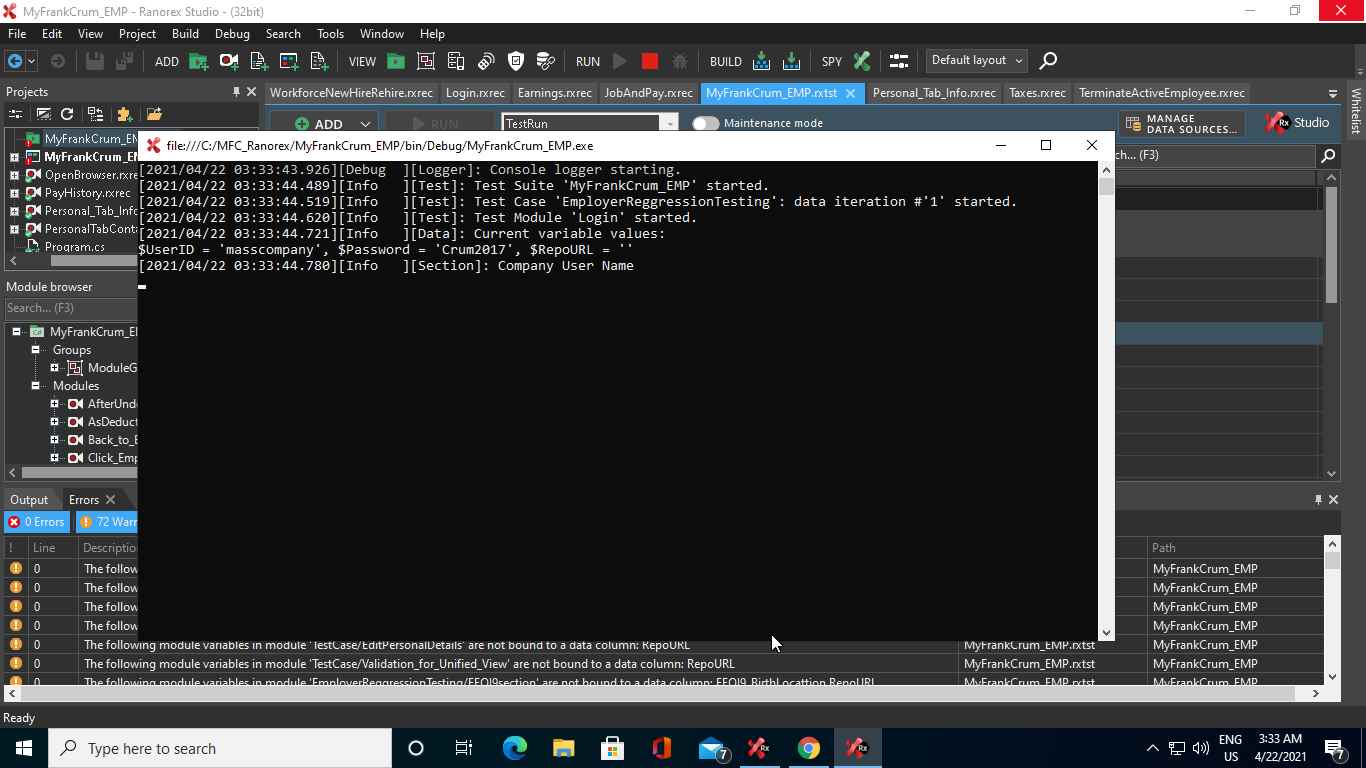 MyFrankCrum_EMP - Ranorex Studio - (32bit)
File Edit View Project Build Debug Search Tools Window Help
ADD VIEW RUN BUILD SPY Default layout
Projects
WorkforceNewHireRehire.rxrec Login.rxrec Earnings.rxrec JobAndPay.rxrec MyFrankCrum_EMP.rxtst Personal_Tab_Info.rxrec Taxes.rxrec TerminateActiveEmployee.rxrec
Whitelist
ADD RUN TestRun Maintenance mode MANAGE DATA SOURCES... Rx Studio
file:///C:/MFC_Ranorex/MyFrankCrum_EMP/bin/Debug/MyFrankCrum_EMP.exe
[2021/04/22 03:33:43.926][Debug ][Logger]: Console logger starting.
[2021/04/22 03:33:44.489][Info ][Test]: Test Suite 'MyFrankCrum_EMP' started.
[2021/04/22 03:33:44.519][Info ][Test]: Test Case 'EmployerReggressionTesting': data iteration #'1' started.
[2021/04/22 03:33:44.620][Info ][Test]: Test Module 'Login' started.
[2021/04/22 03:33:44.721][Info ][Data]: Current variable values:
$UserID = 'masscompany', $Password = 'Crum2017', $RepoURL = ''
[2021/04/22 03:33:44.780][Info ][Section]: Company User Name
ch... (F3)
MyFrankCrum_EM
MyFrankCrum_EM
OpenBrowser.rxre
PayHistory.rxrec
Personal_Tab_Info
PersonalTabConta
Program.cs
Module browser
Search... (F3)
MyFrankCrum_EM
Groups
ModuleG
Modules
AfterUnde
AsDeduct
Back_to_E
Click_Emp
Output Errors
0 Errors 72 Warr
! Line Descriptio Path
0 The follow MyFrankCrum_EMP
0 The follow MyFrankCrum_EMP
0 The follow MyFrankCrum_EMP
0 The follow MyFrankCrum_EMP
0 The following module variables in module 'TestCase/EditPersonalDetails' are not bound to a data column: RepoURL MyFrankCrum_EMP.rxtst MyFrankCrum_EMP
0 The following module variables in module 'TestCase/Validation_for_Unified_View' are not bound to a data column: RepoURL MyFrankCrum_EMP.rxtst MyFrankCrum_EMP
0 The following module variables in module 'EmployerReggressionTesting/EEOI9section' are not bound to a data column: EEOI9_BirthLocattion,RepoURL MyFrankCrum_EMP.rxtst MyFrankCrum_EMP
Ready
Type here to search
7
Rx
Rx
ENG
US
3:33 AM
4/22/2021
7